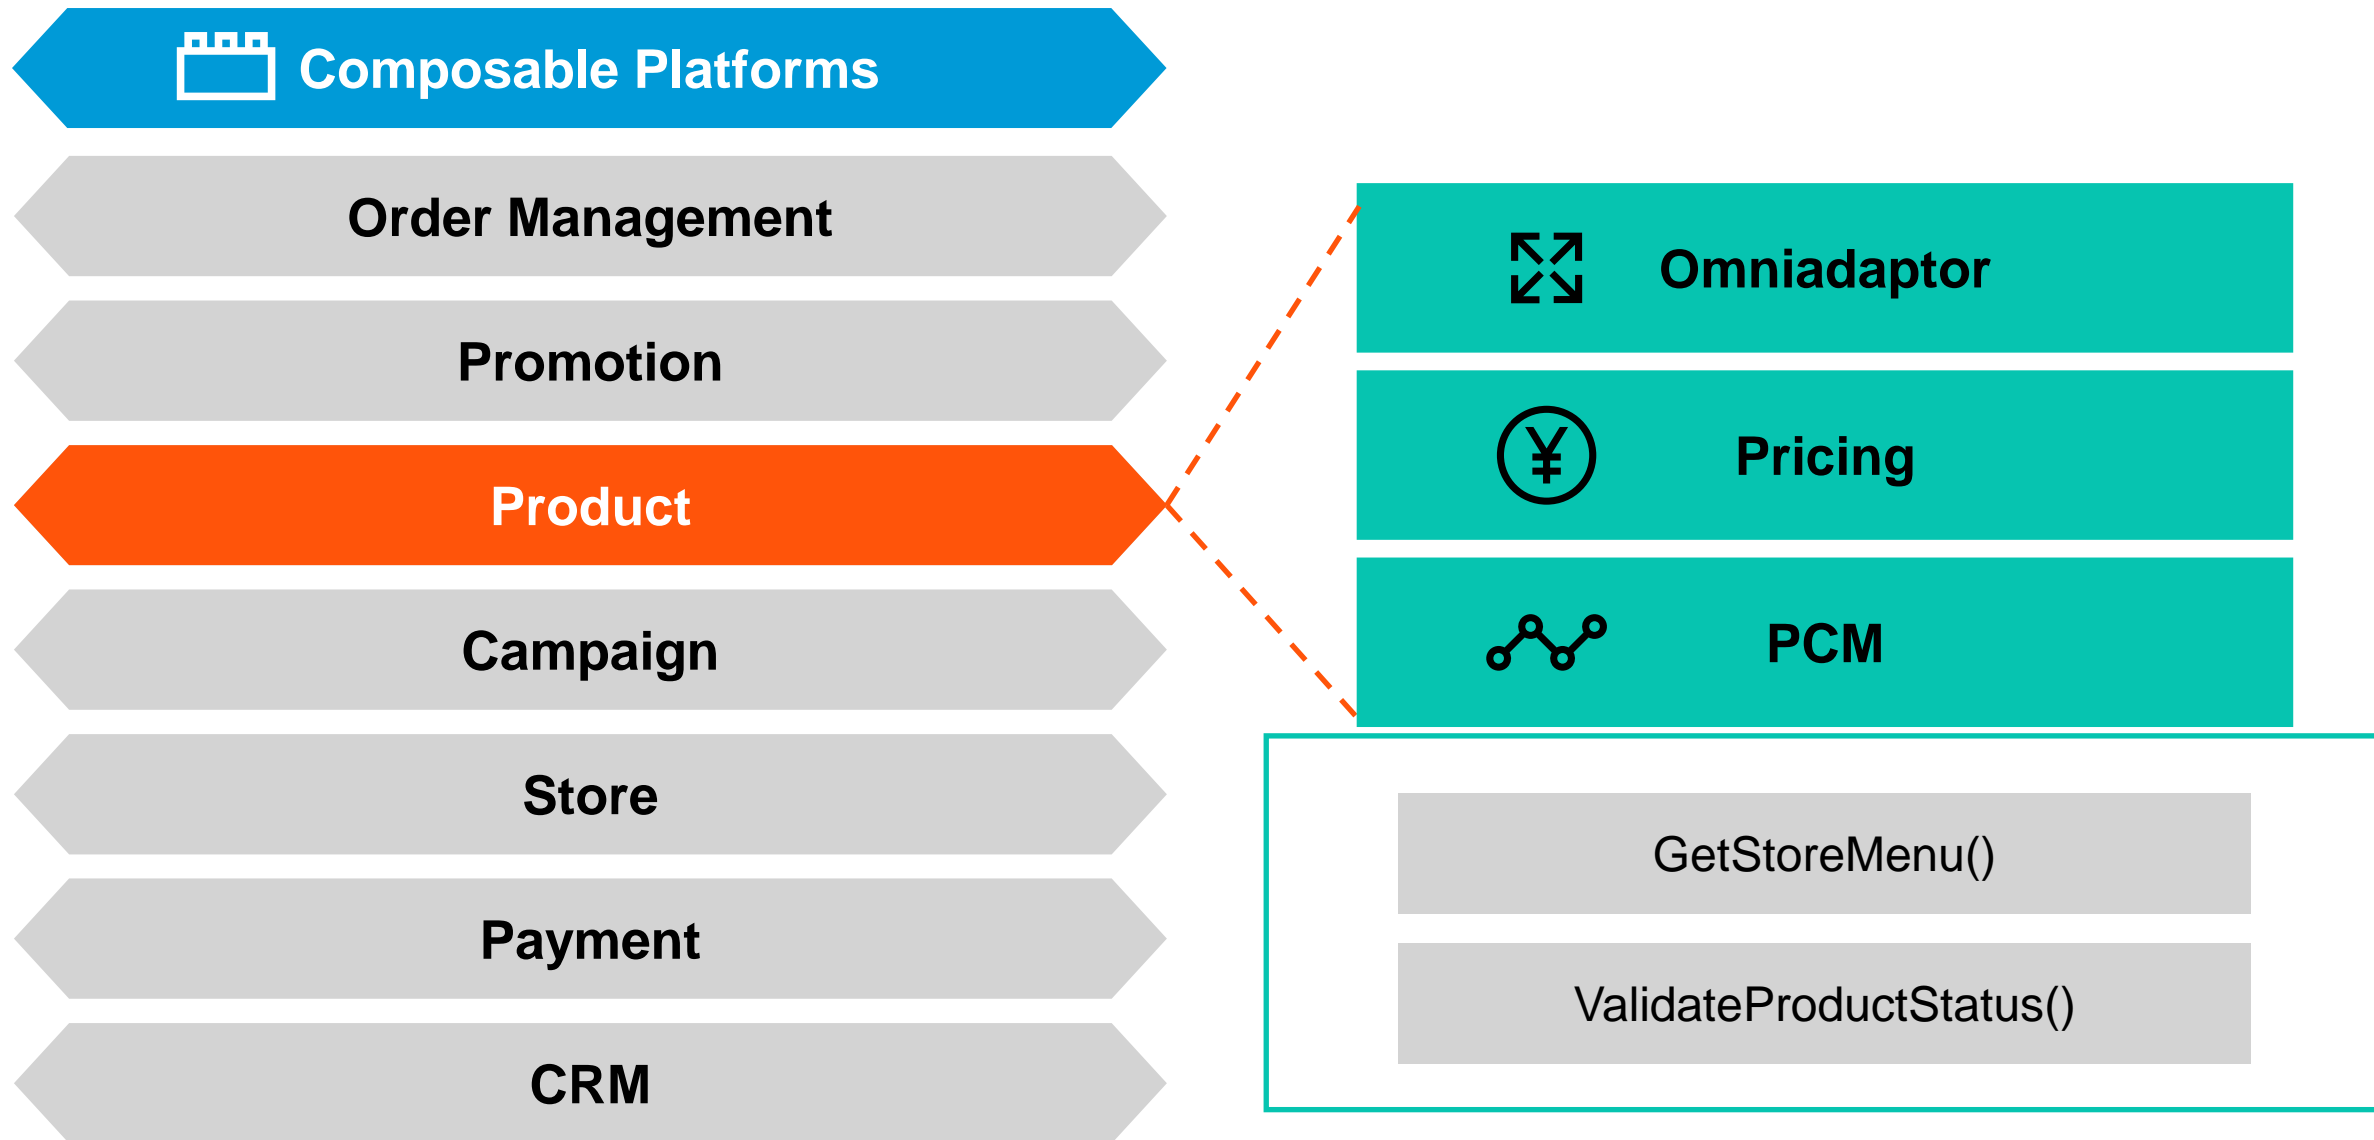 Composable Platforms
Order Management
Promotion
Product
Campaign
Store
Payment
CRM
Omniadaptor
¥
Pricing
PCM
GetStoreMenu()
ValidateProductStatus()